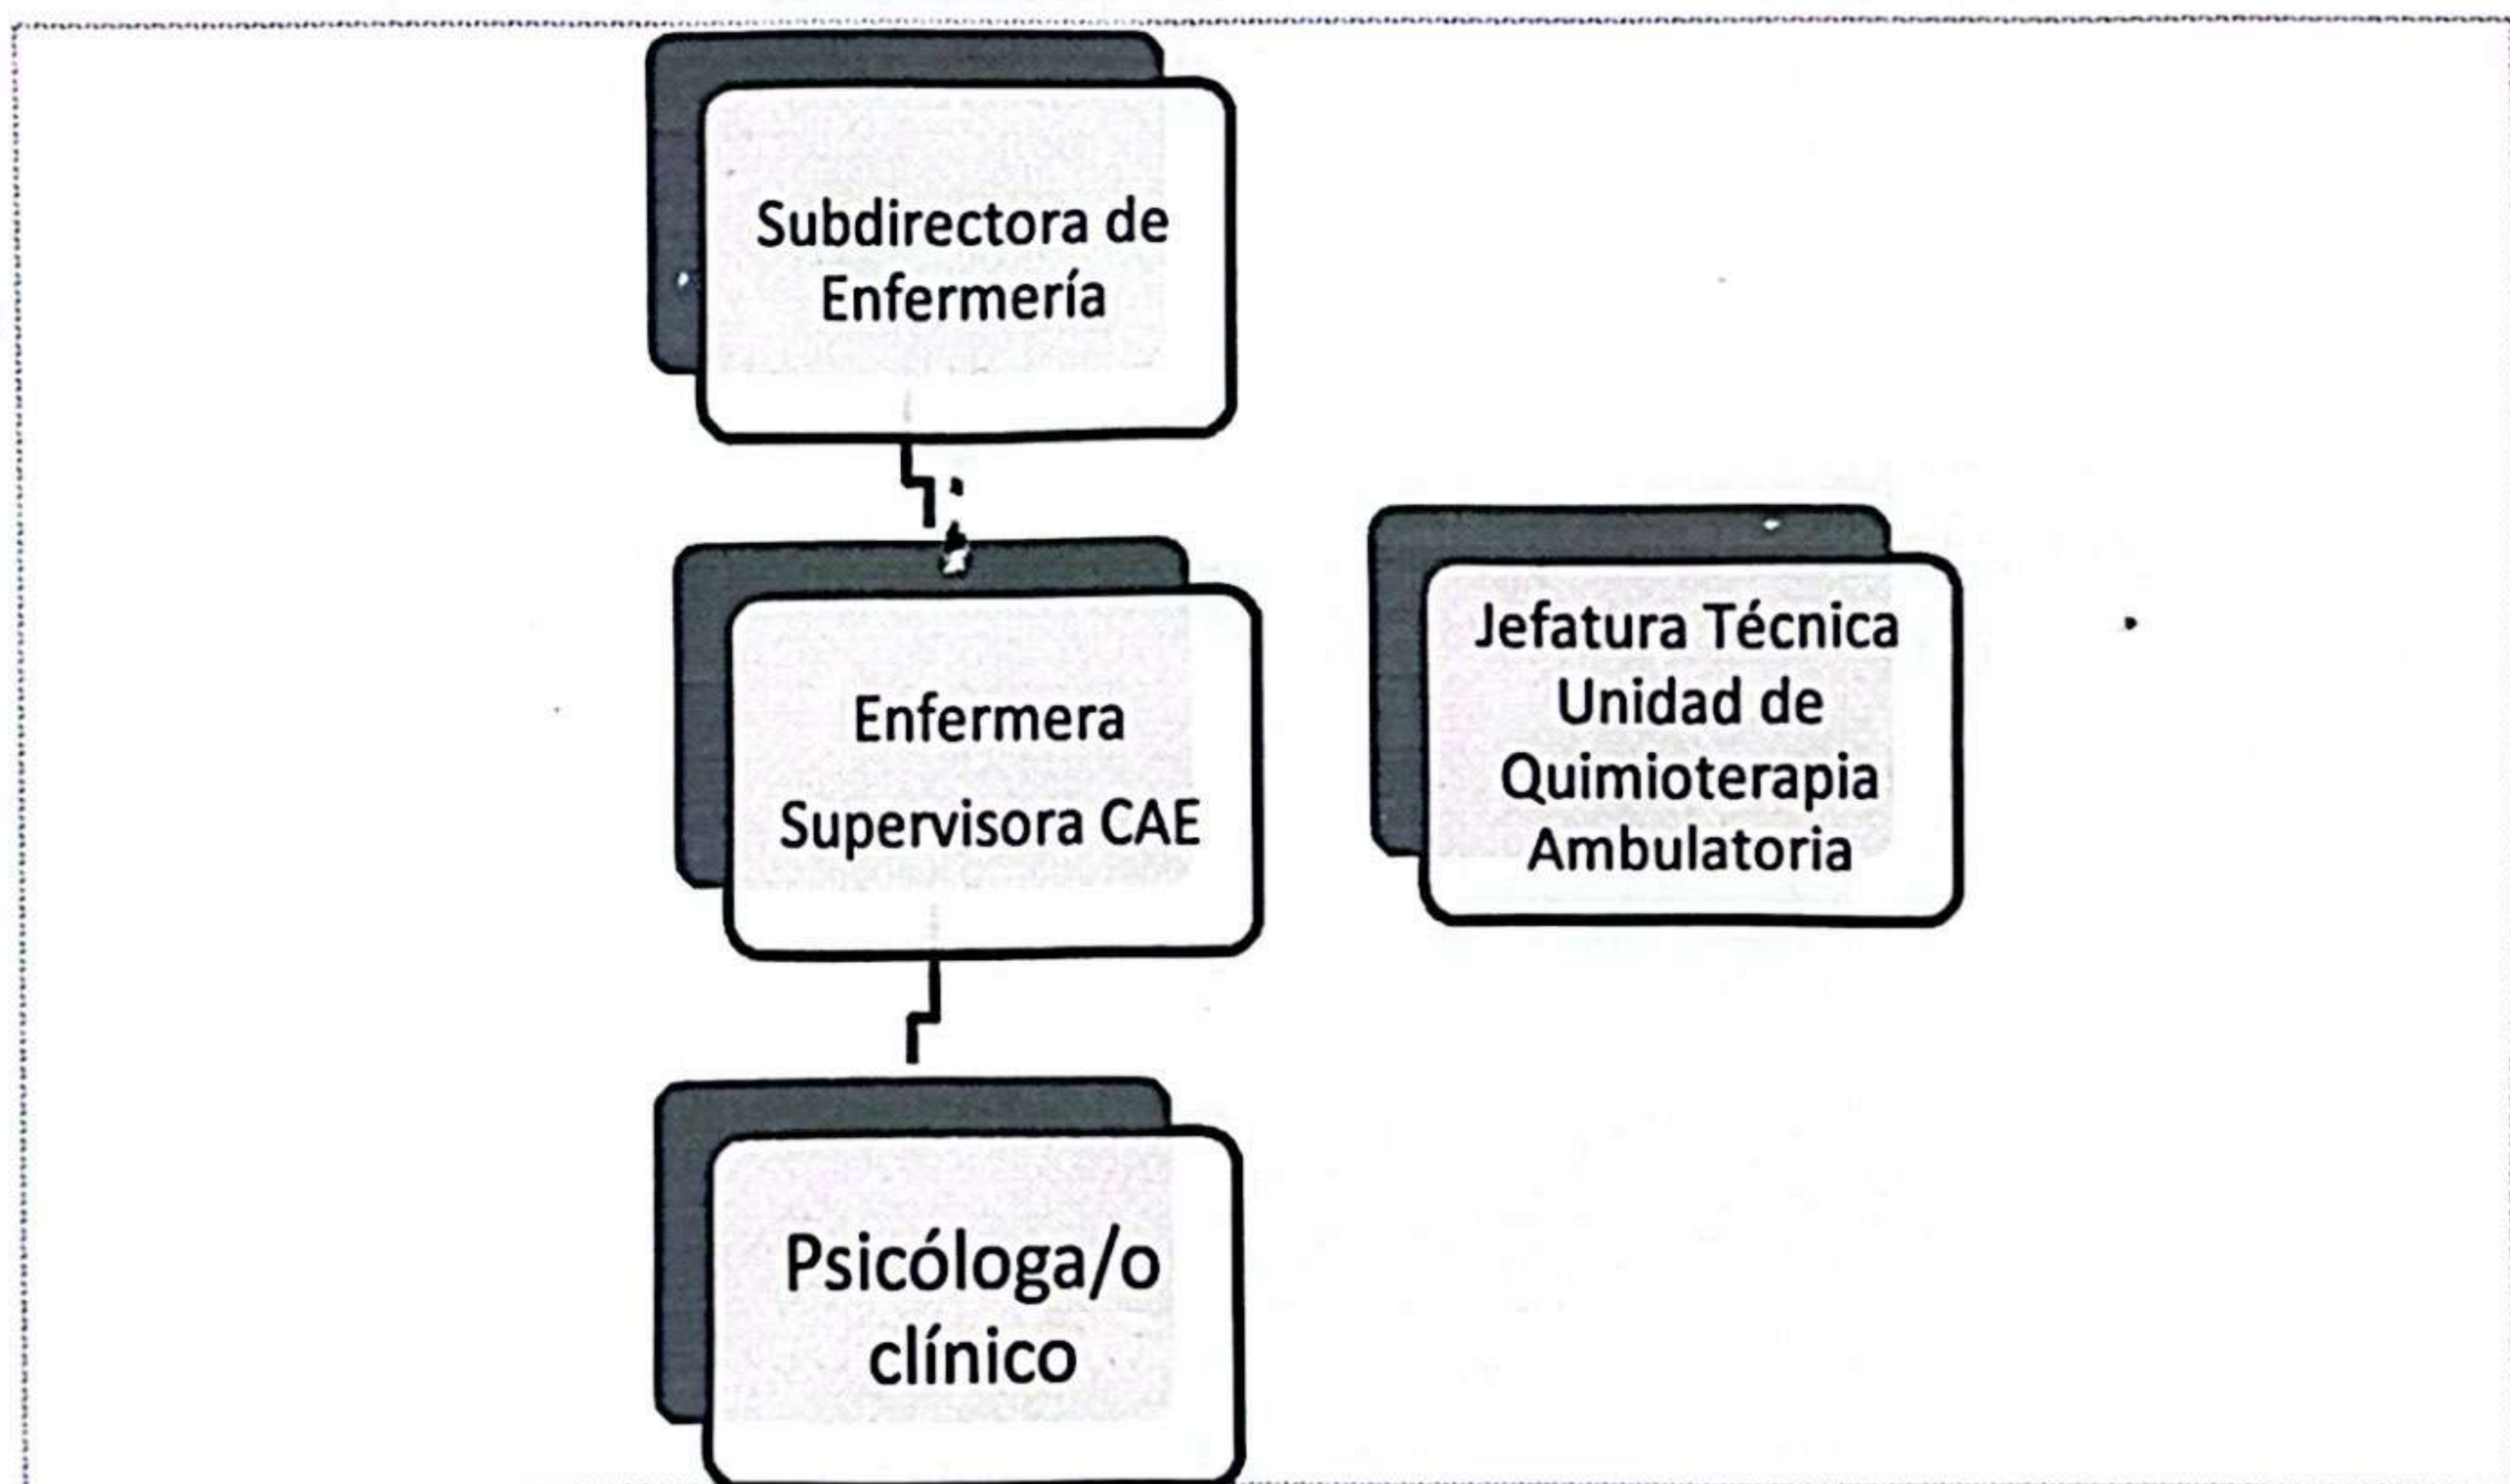 Subdirectora de
Enfermería
Enfermera
Supervisora CAE
Jefatura Técnica
Unidad de
Quimioterapia
Ambulatoria
Psicóloga/o
clínico